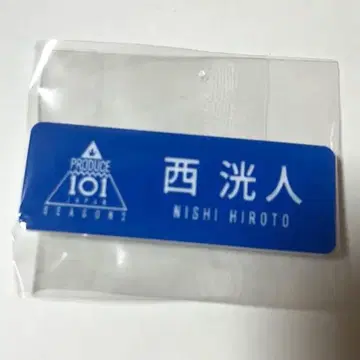 PRODUCE
101
JAPAN
SEASON2
西 洸人
NISHI HIROTO